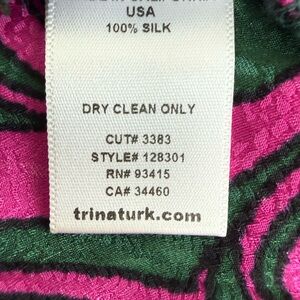 USA
100% SILK
DRY CLEAN ONLY
CUT# 3383
STYLE# 128301
RN# 93415
CA# 34460
trinaturk.com